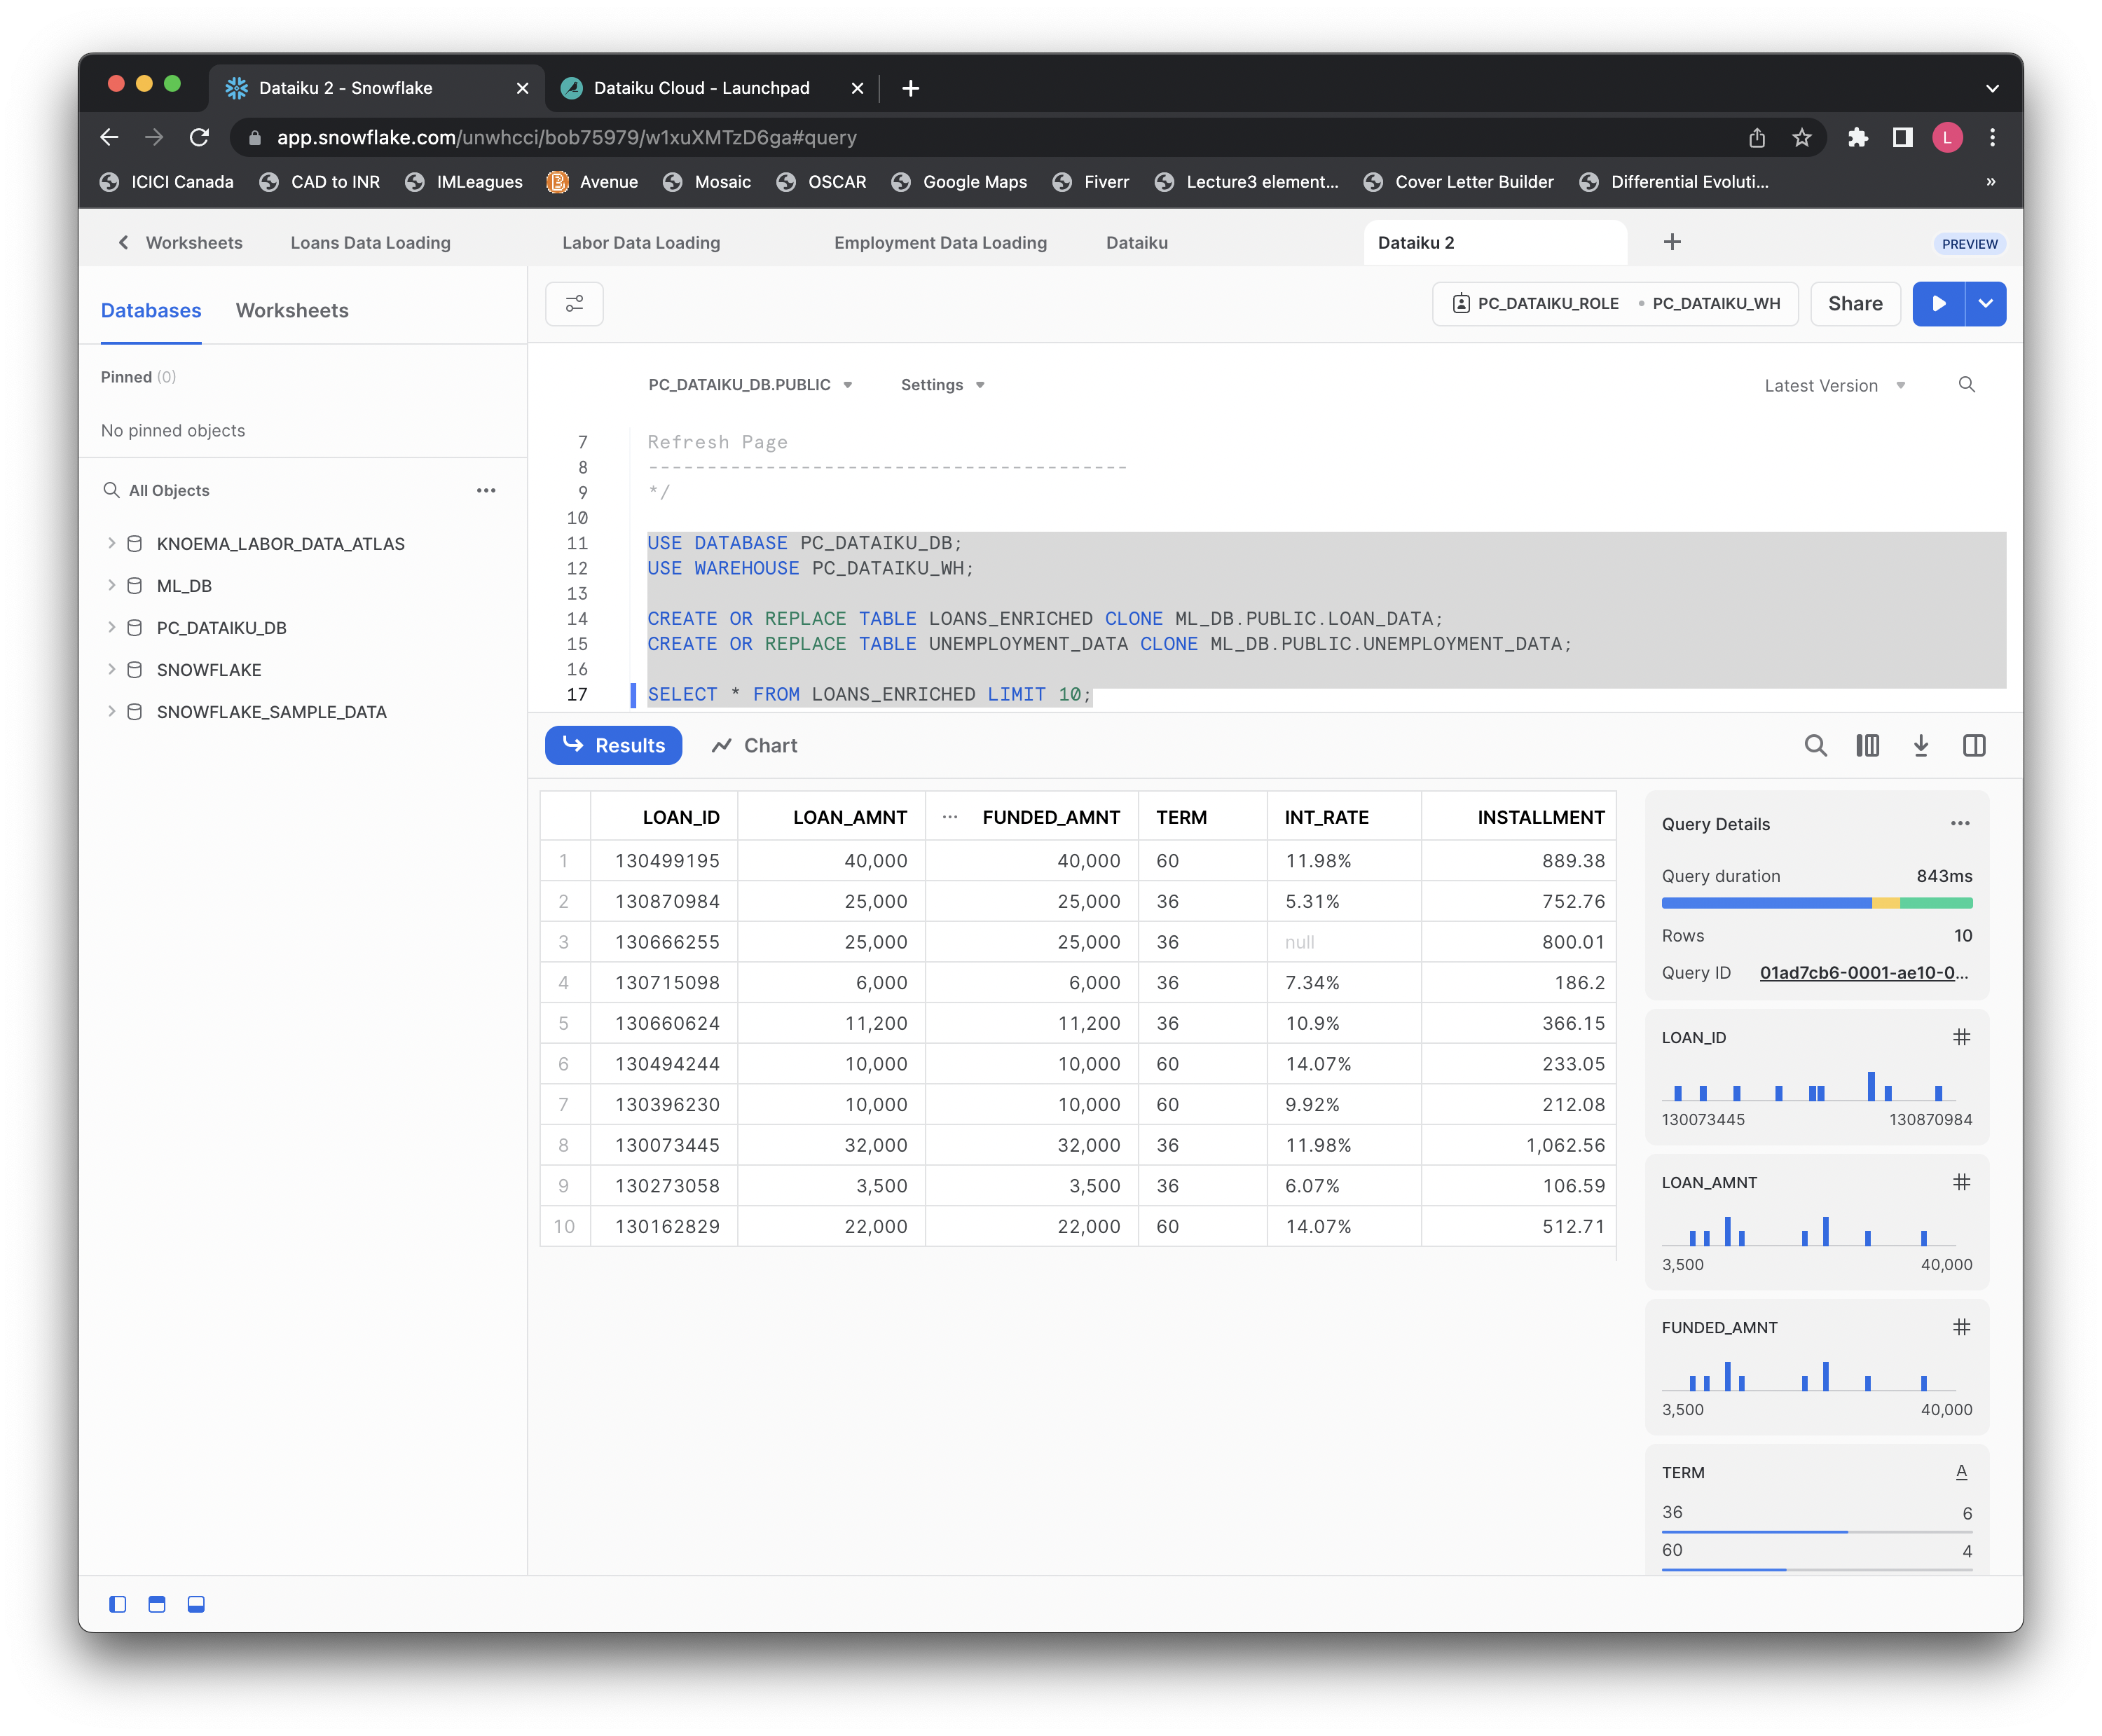 Dataiku 2 - Snowflake
Dataiku Cloud - Launchpad
app.snowflake.com/unwhcci/bob75979/w1xuXMTzD6ga#query
L
ICICI Canada CAD to INR IMLeagues Avenue Mosaic OSCAR Google Maps Fiverr Lecture3 element... Cover Letter Builder Differential Evoluti... »
Worksheets Loans Data Loading Labor Data Loading Employment Data Loading Dataiku Dataiku 2 PREVIEW
Databases Worksheets
Pinned (0)
No pinned objects
All Objects
KNOEMA_LABOR_DATA_ATLAS
ML_DB
PC_DATAIKU_DB
SNOWFLAKE
SNOWFLAKE_SAMPLE_DATA
PC_DATAIKU_ROLE • PC_DATAIKU_WH Share
PC_DATAIKU_DB.PUBLIC Settings Latest Version
7 Refresh Page
8 -----------------------------------------
9 */
10
11 USE DATABASE PC_DATAIKU_DB;
12 USE WAREHOUSE PC_DATAIKU_WH;
13
14 CREATE OR REPLACE TABLE LOANS_ENRICHED CLONE ML_DB.PUBLIC.LOAN_DATA;
15 CREATE OR REPLACE TABLE UNEMPLOYMENT_DATA CLONE ML_DB.PUBLIC.UNEMPLOYMENT_DATA;
16
17 SELECT * FROM LOANS_ENRICHED LIMIT 10;
Results Chart
LOAN_ID LOAN_AMNT ... FUNDED_AMNT TERM INT_RATE INSTALLMENT
1 130499195 40,000 40,000 60 11.98% 889.38
2 130870984 25,000 25,000 36 5.31% 752.76
3 130666255 25,000 25,000 36 null 800.01
4 130715098 6,000 6,000 36 7.34% 186.2
5 130660624 11,200 11,200 36 10.9% 366.15
6 130494244 10,000 10,000 60 14.07% 233.05
7 130396230 10,000 10,000 60 9.92% 212.08
8 130073445 32,000 32,000 36 11.98% 1,062.56
9 130273058 3,500 3,500 36 6.07% 106.59
10 130162829 22,000 22,000 60 14.07% 512.71
Query Details
Query duration 843ms
Rows 10
Query ID 01ad7cb6-0001-ae10-0...
LOAN_ID
130073445 130870984
LOAN_AMNT
3,500 40,000
FUNDED_AMNT
3,500 40,000
TERM A
36 6
60 4